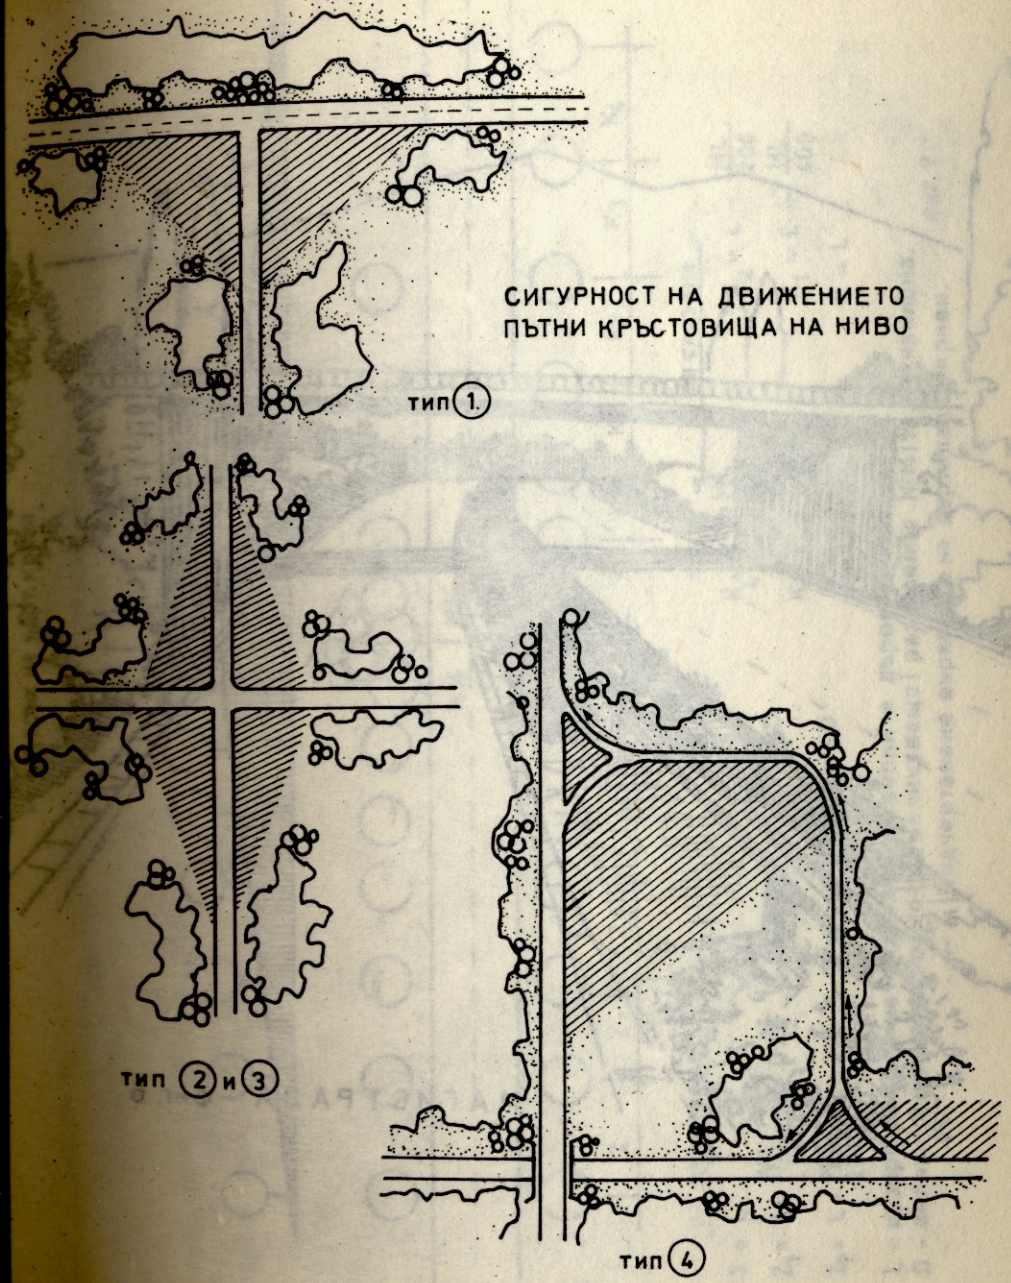 СИГУРНОСТ НА ДВИЖЕНИЕТО
ПЪТНИ КРЪСТОВИЩА НА НИВО
тип 1.
тип 2 и 3
тип 4